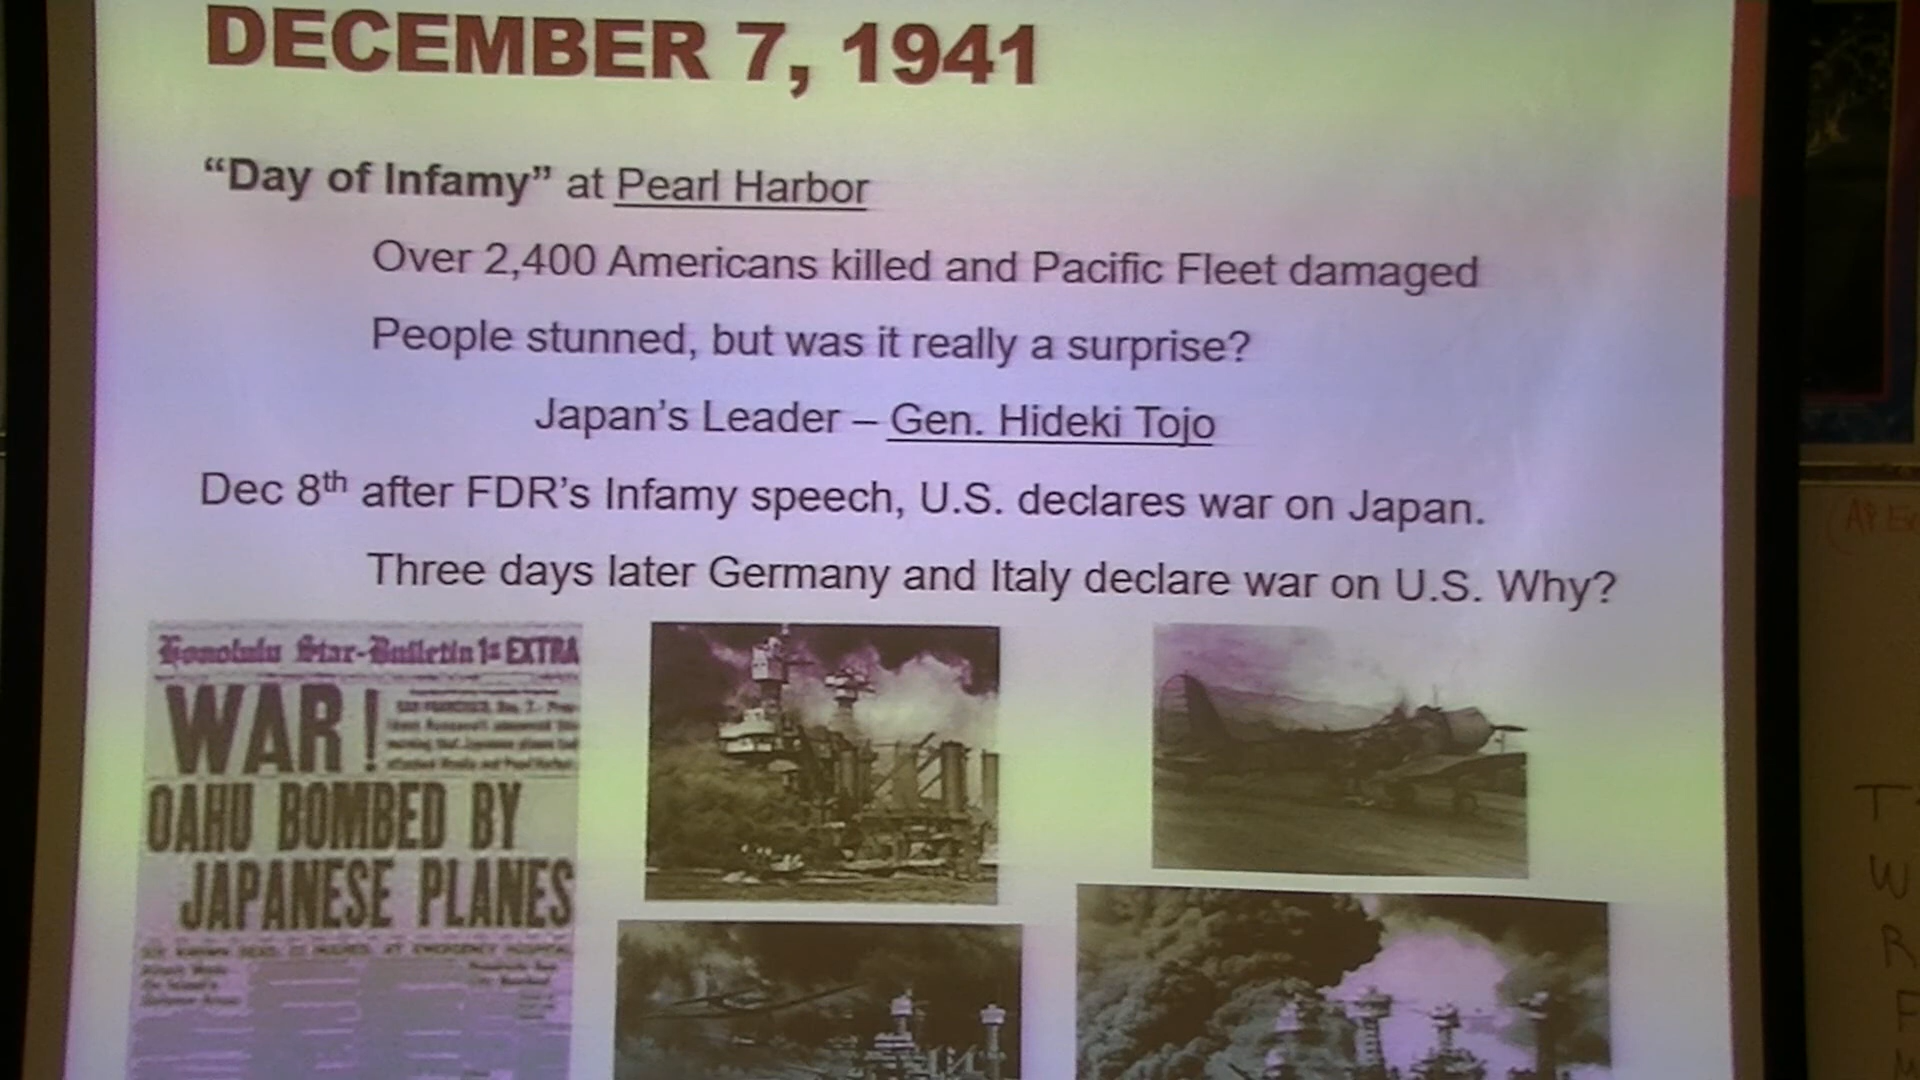 DECEMBER 7, 1941
“Day of Infamy” at Pearl Harbor
Over 2,400 Americans killed and Pacific Fleet damaged
People stunned, but was it really a surprise?
Japan’s Leader – Gen. Hideki Tojo
Dec 8th after FDR’s Infamy speech, U.S. declares war on Japan.
Three days later Germany and Italy declare war on U.S. Why?
Honolulu Star-Bulletin 1st EXTRA
WAR!
OAHU BOMBED BY
JAPANESE PLANES
T
W
R